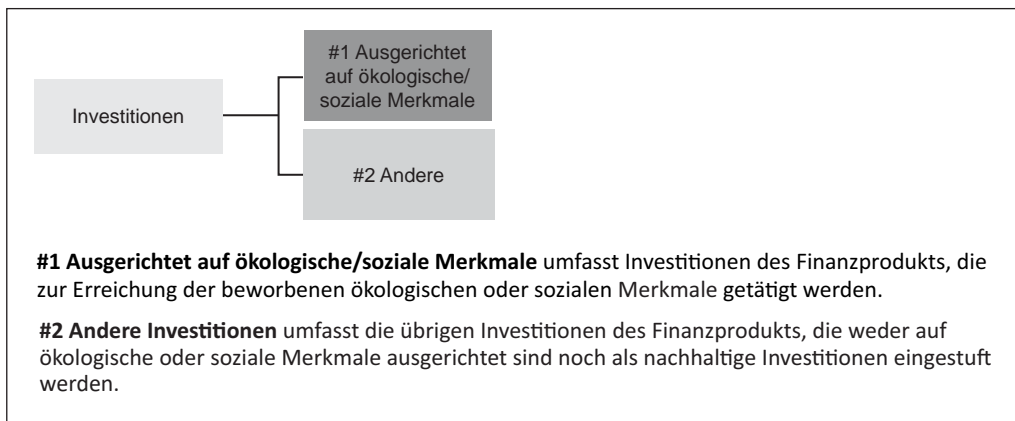 #1 Ausgerichtet
auf ökologische/
soziale Merkmale
Investitionen
#2 Andere
#1 Ausgerichtet auf ökologische/soziale Merkmale umfasst Investitionen des Finanzprodukts, die
zur Erreichung der beworbenen ökologischen oder sozialen Merkmale getätigt werden.
#2 Andere Investitionen umfasst die übrigen Investitionen des Finanzprodukts, die weder auf
ökologische oder soziale Merkmale ausgerichtet sind noch als nachhaltige Investitionen eingestuft
werden.